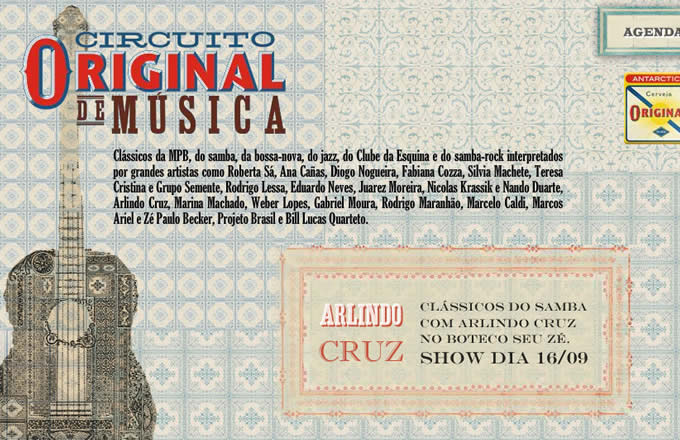 CIRCUITO
ORIGINAL
DE MÚSICA
AGENDA
ANTARCTIC
Cerveja
ORIGINA
Clássicos da MPB, do samba, da bossa-nova, do jazz, do Clube da Esquina e do samba-rock interpretados
por grandes artistas como Roberta Sá, Ana Cañas, Diogo Nogueira, Fabiana Cozza, Silvia Machete, Teresa
Cristina e Grupo Semente, Rodrigo Lessa, Eduardo Neves, Juarez Moreira, Nicolas Krassik e Nando Duarte,
Arlindo Cruz, Marina Machado, Weber Lopes, Gabriel Moura, Rodrigo Maranhão, Marcelo Caldi, Marcos
Ariel e Zé Paulo Becker, Projeto Brasil e Bill Lucas Quarteto.
ARLINDO
CRUZ
CLÁSSICOS DO SAMBA
COM ARLINDO CRUZ
NO BOTECO SEU ZÉ.
SHOW DIA 16/09